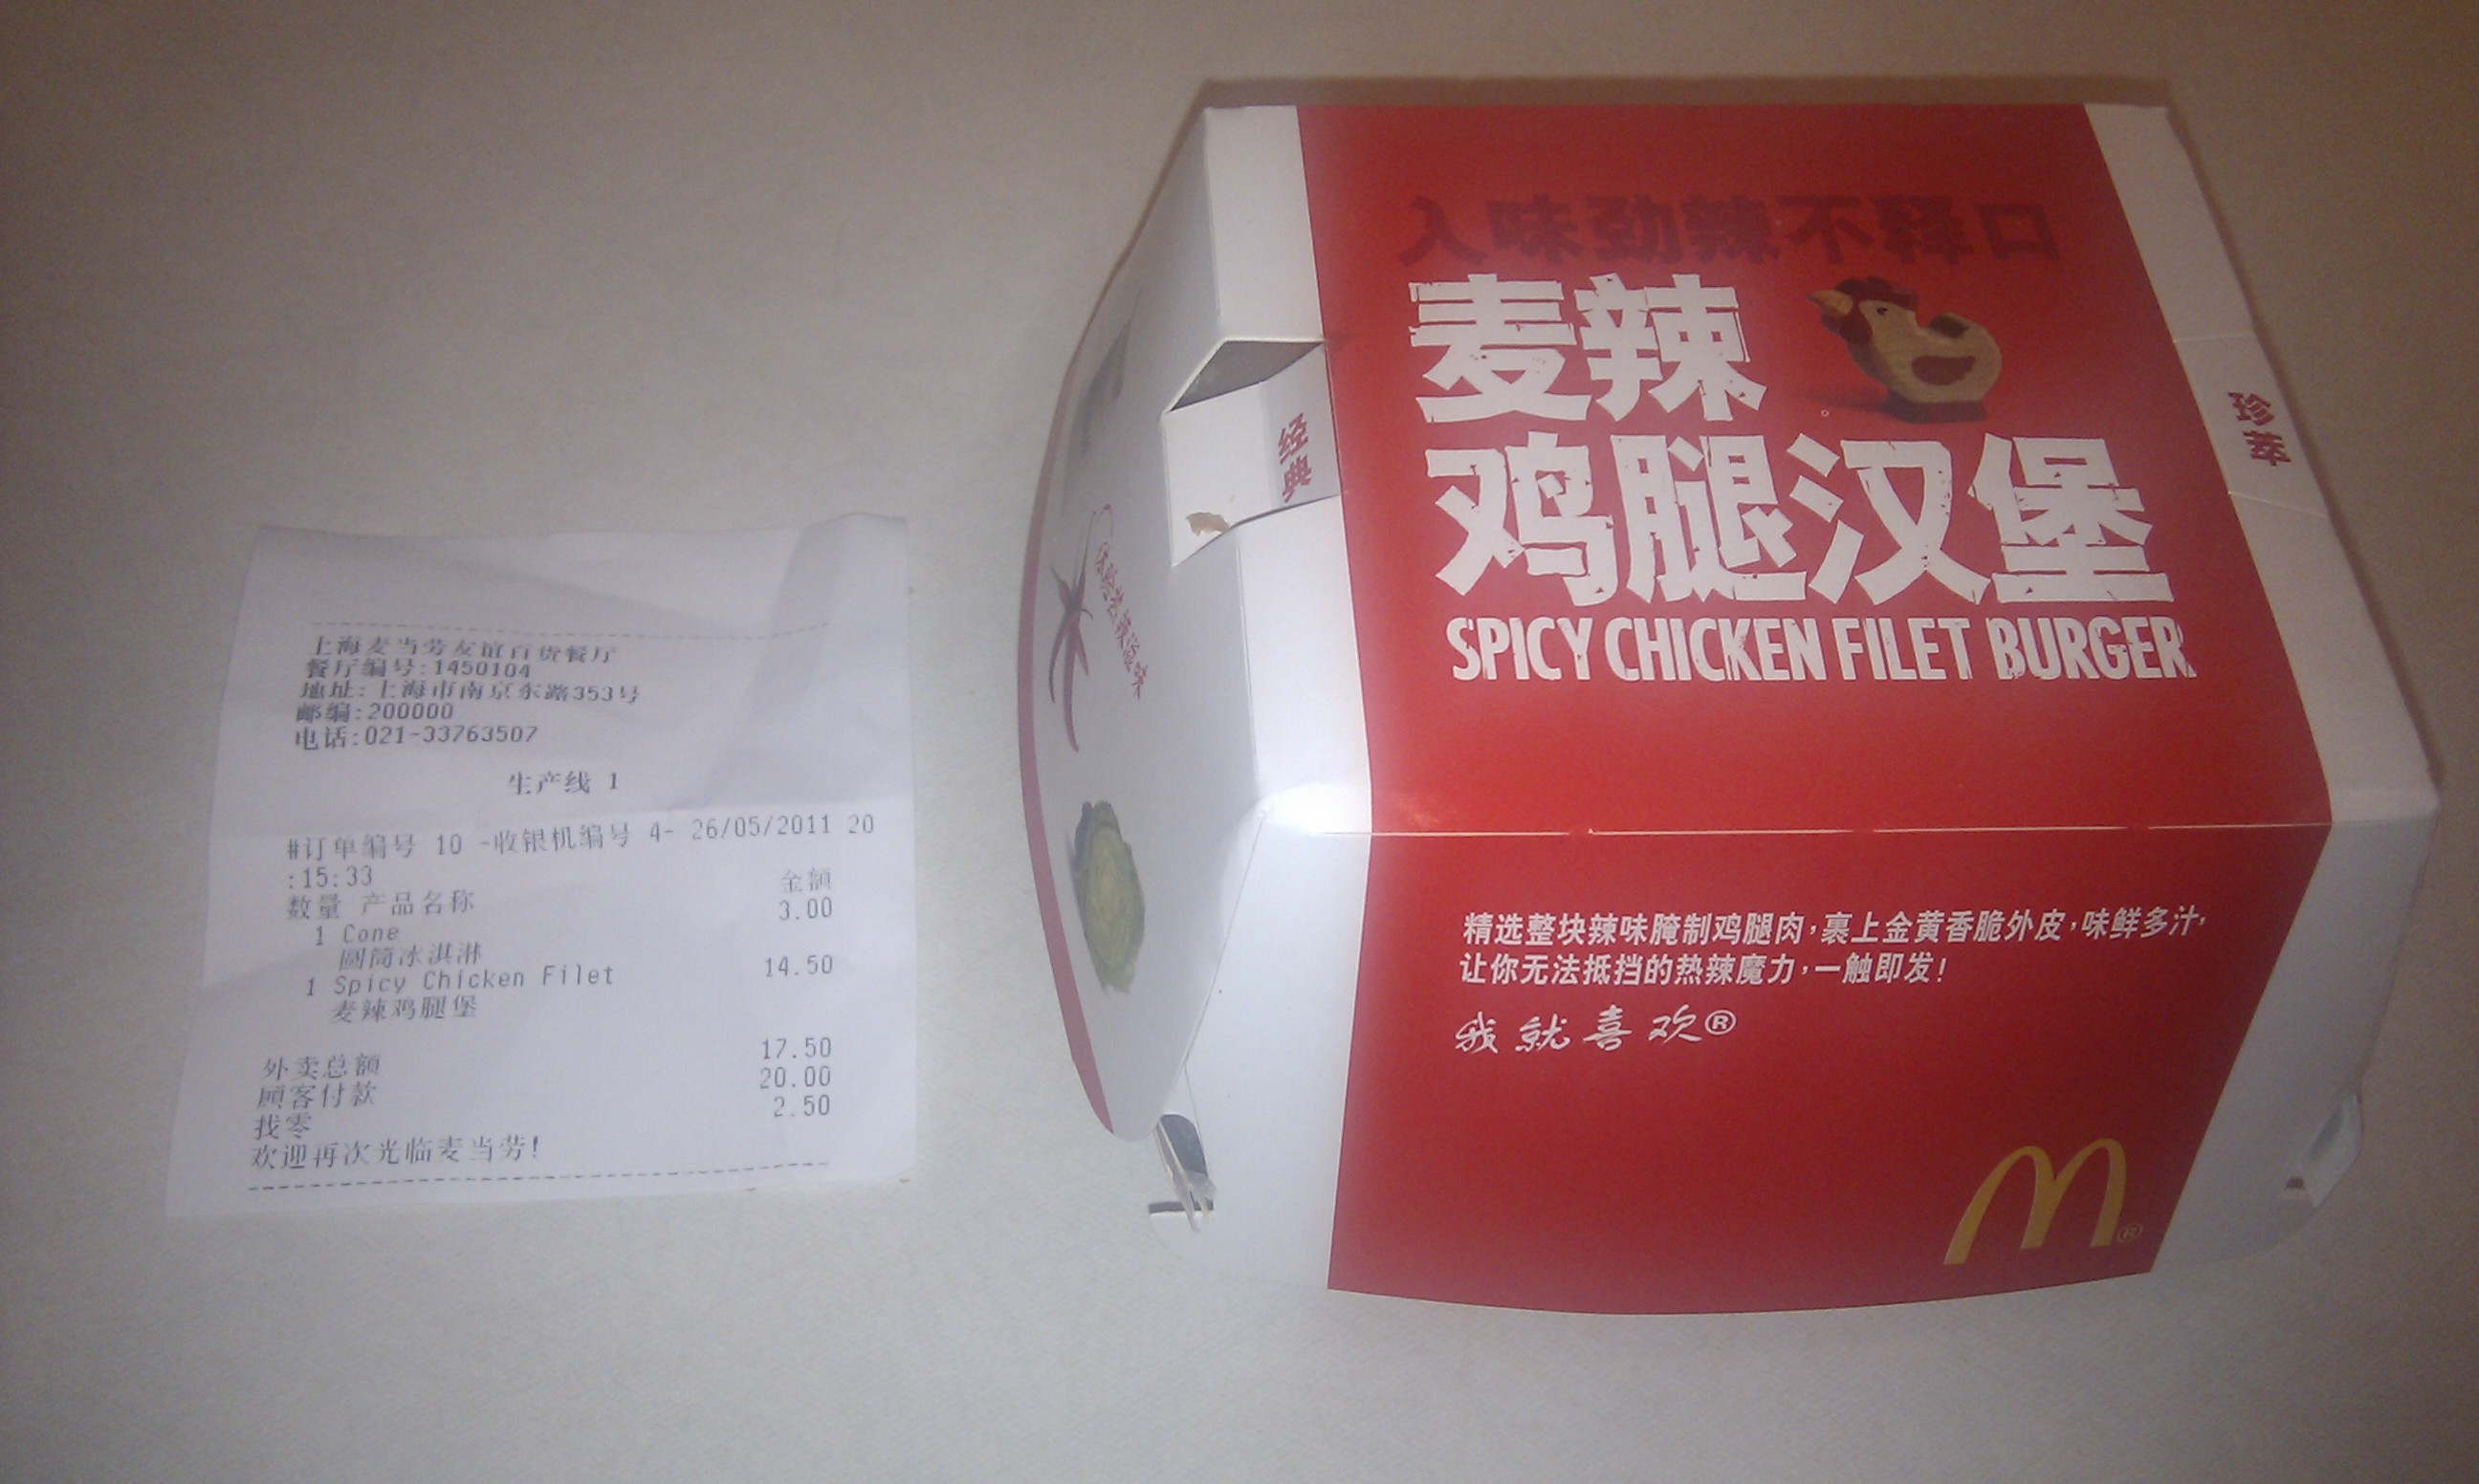 上海麦当劳友谊百货餐厅
餐厅编号:1450104
地址:上海市南京东路353号
邮编:200000
电话:021-33763507
生产线 1
#订单编号 10 -收银机编号 4- 26/05/2011 20
:15:33
数量 产品名称 金额
1 Cone 3.00
圆筒冰淇淋
1 Spicy Chicken Filet 14.50
麦辣鸡腿堡
外卖总额 17.50
顾客付款 20.00
找零 2.50
欢迎再次光临麦当劳!
入味劲辣不释口
麦辣
鸡腿汉堡
SPICY CHICKEN FILET BURGER
经典
珍萃
精选整块辣味腌制鸡腿肉,裹上金黄香脆外皮,味鲜多汁,
让你无法抵挡的热辣魔力,一触即发!
我就喜欢®
M®